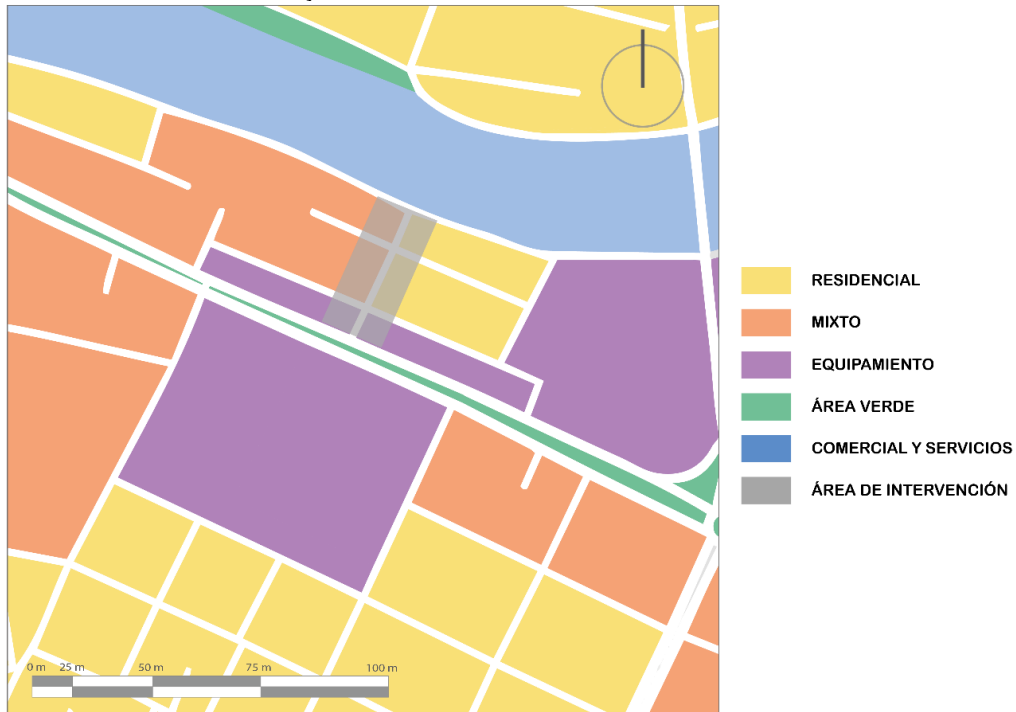 RESIDENCIAL
MIXTO
EQUIPAMIENTO
ÁREA VERDE
COMERCIAL Y SERVICIOS
ÁREA DE INTERVENCIÓN
0 m 25 m 50 m 75 m 100 m